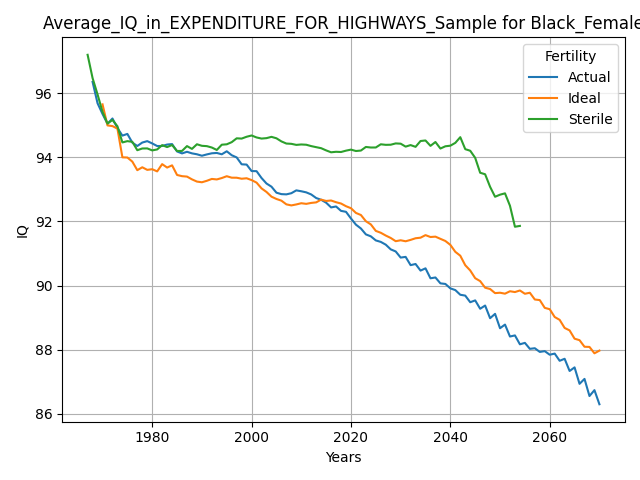 Average_IQ_in_EXPENDITURE_FOR_HIGHWAYS_Sample for Black_Female
Fertility
Actual
Ideal
Sterile
IQ
96
94
92
90
88
86
1980
2000
2020
2040
2060
Years